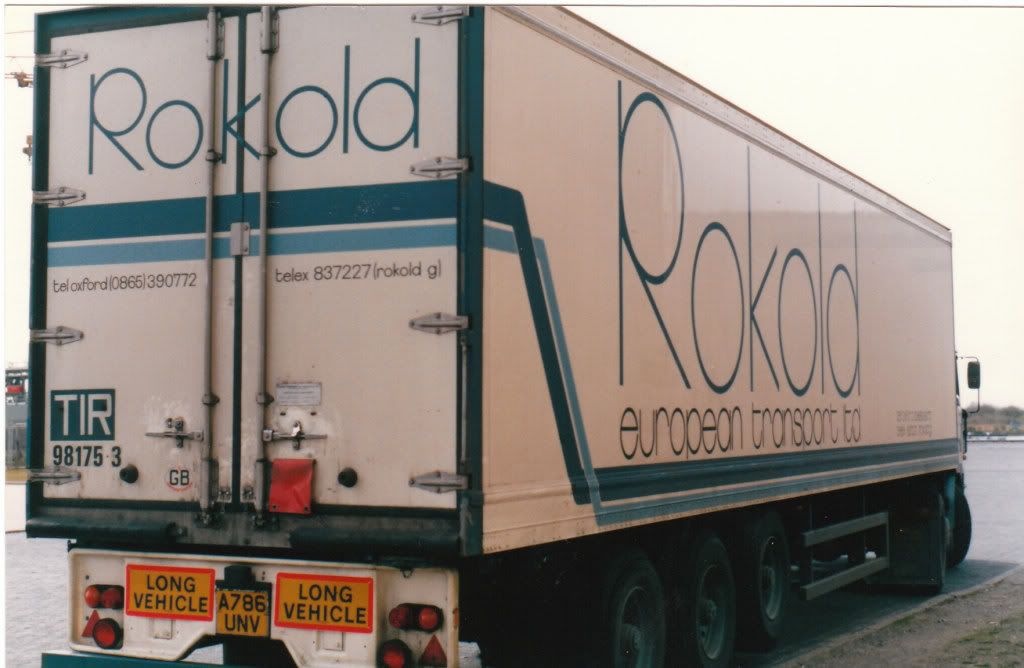 Rokold
tel oxford (0865) 390772
telex 837227 (rokold g)
TIR
98175-3
GB
LONG
VEHICLE
A786
UNV
LONG
VEHICLE
Rokold
european transport ltd